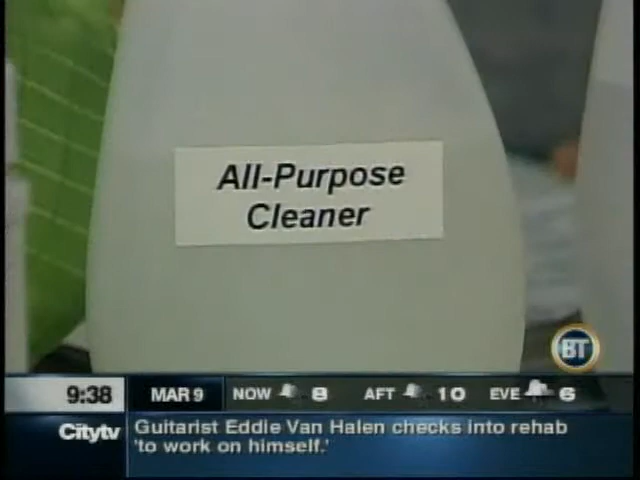 All-Purpose
Cleaner
BT
9:38 MAR 9 NOW 8 AFT 10 EVE 6
Citytv
Guitarist Eddie Van Halen checks into rehab
'to work on himself.'